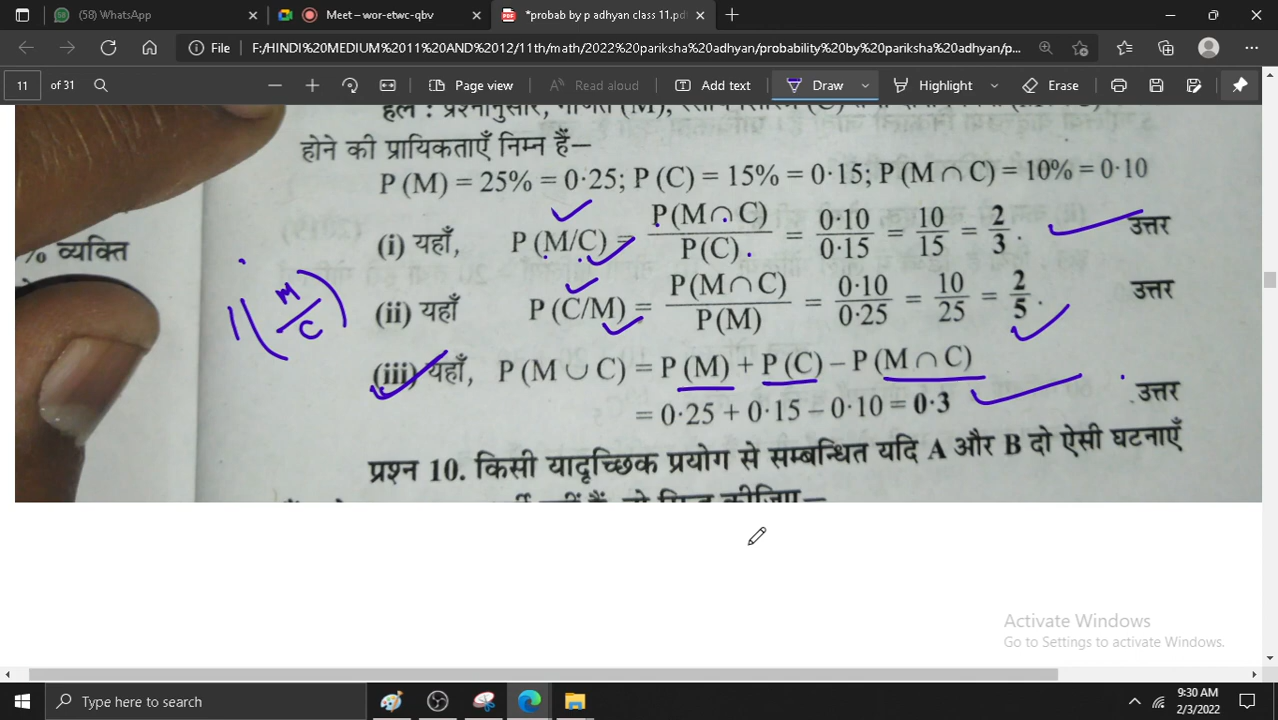 (58) WhatsApp
Meet – wor-etwc-qbv
*probab by p adhyan class 11.pd
File
F:/HINDI%20MEDIUM%2011%20AND%2012/11th/math/2022%20pariksha%20adhyan/probability%20by%20pariksha%20adhyan/p...
11 of 31
Page view
Read aloud
Add text
Draw
Highlight
Erase
होने की प्रायिकताएँ निम्न हैं—
P (M) = 25% = 0·25; P (C) = 15% = 0·15; P (M ∩ C) = 10% = 0·10
% व्यक्ति
(i) यहाँ, P (M/C) = P(M ∩ C) / P(C) = 0·10 / 0·15 = 10 / 15 = 2 / 3 . उत्तर
M / C
(ii) यहाँ P (C/M) = P(M ∩ C) / P(M) = 0·10 / 0·25 = 10 / 25 = 2 / 5 . उत्तर
(iii) यहाँ, P (M ∪ C) = P (M) + P (C) – P (M ∩ C)
= 0·25 + 0·15 – 0·10 = 0·3 उत्तर
प्रश्न 10. किसी यादृच्छिक प्रयोग से सम्बन्धित यदि A और B दो ऐसी घटनाएँ
Activate Windows
Go to Settings to activate Windows.
Type here to search
9:30 AM
2/3/2022